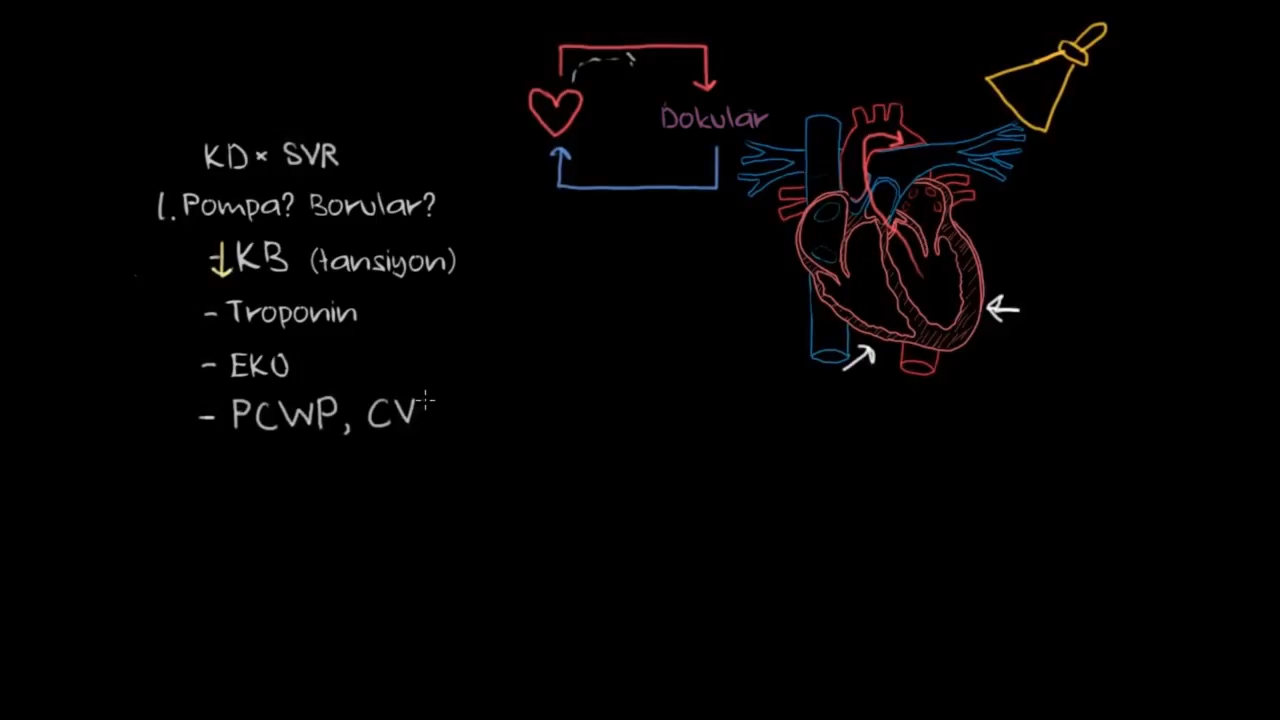 KD × SVR
1. Pompa? Borular?
↓KB (tansiyon)
- Troponin
- EKO
- PCWP, CV
Dokular